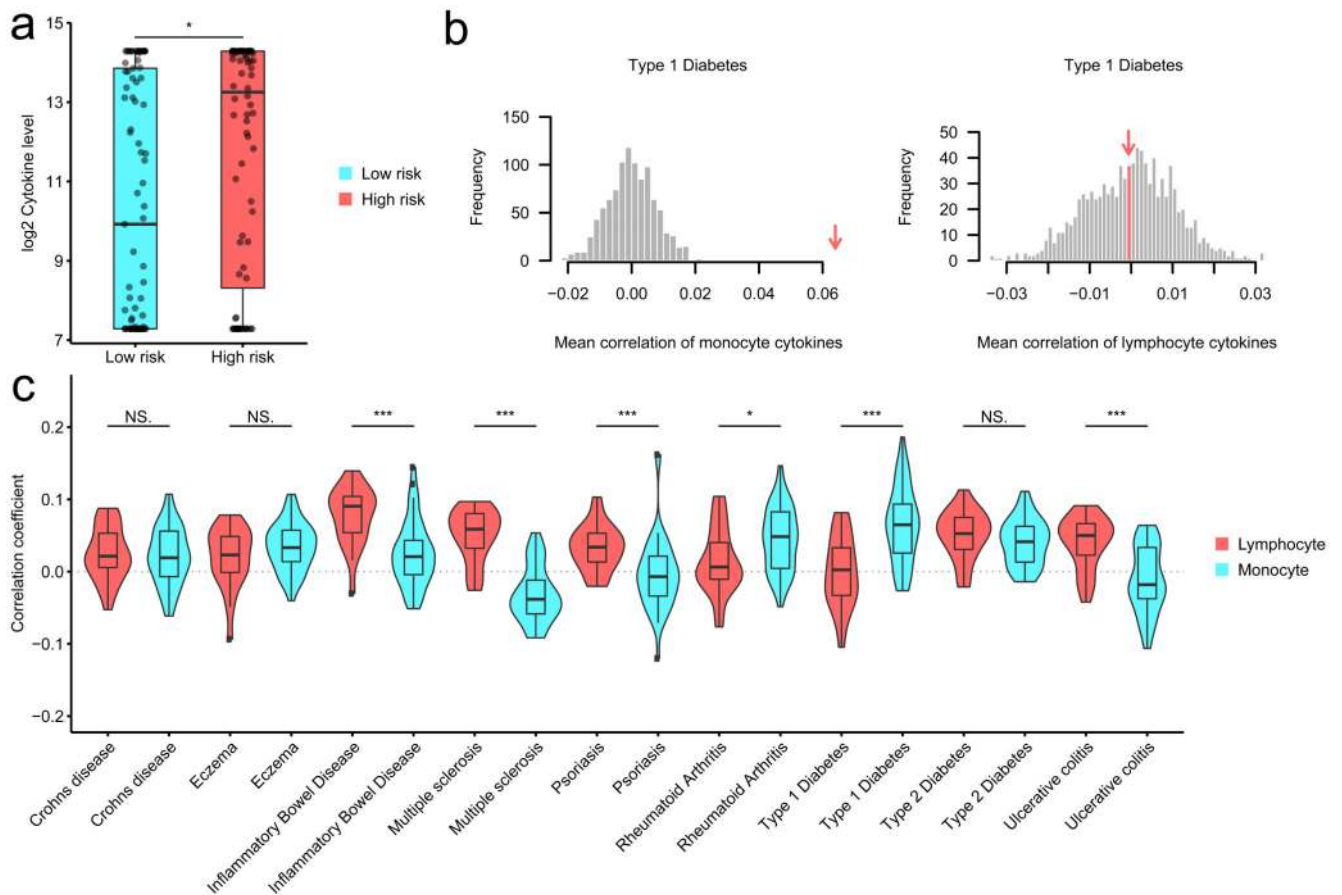 a
*
15
13
11
9
7
log2 Cytokine level
Low risk
High risk
Low risk
High risk
b
Type 1 Diabetes
150
100
50
0
Frequency
−0.02
0.00
0.02
0.04
0.06
Mean correlation of monocyte cytokines
Type 1 Diabetes
50
40
30
20
10
0
Frequency
−0.03
−0.01
0.01
0.03
Mean correlation of lymphocyte cytokines
c
NS.
NS.
***
***
***
*
***
NS.
***
0.2
0.1
0.0
−0.1
−0.2
Correlation coefficient
Lymphocyte
Monocyte
Crohns disease
Crohns disease
Eczema
Eczema
Inflammatory Bowel Disease
Inflammatory Bowel Disease
Multiple sclerosis
Multiple sclerosis
Psoriasis
Psoriasis
Rheumatoid Arthritis
Rheumatoid Arthritis
Type 1 Diabetes
Type 1 Diabetes
Type 2 Diabetes
Type 2 Diabetes
Ulcerative colitis
Ulcerative colitis